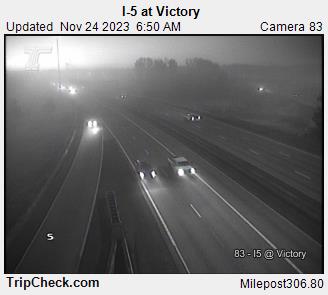 I-5 at Victory
Updated Nov 24 2023 6:50 AM Camera 83
S
83 - I5 @ Victory
TripCheck.com Milepost306.80